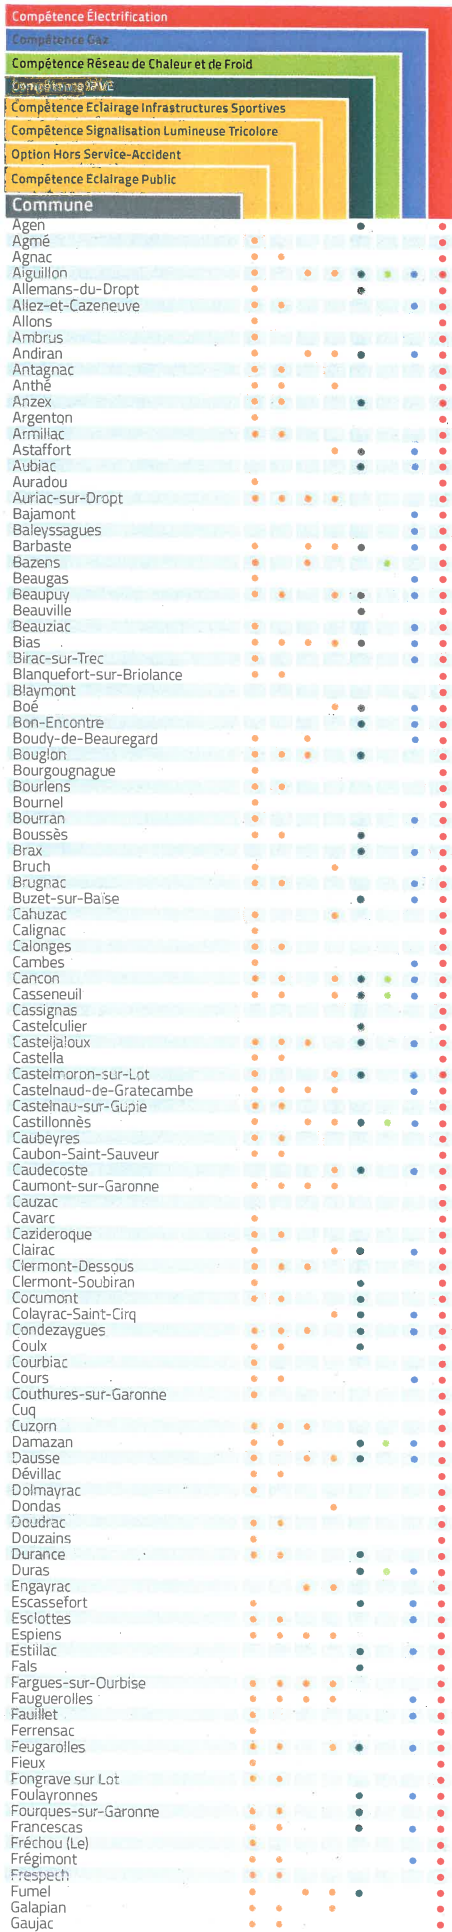 Compétence Électrification
Compétence Gaz
Compétence Réseau de Chaleur et de Froid
Compétence IRVE
Compétence Eclairage Infrastructures Sportives
Compétence Signalisation Lumineuse Tricolore
Option Hors Service-Accident
Compétence Eclairage Public
Commune
Agen
Agmé
Agnac
Aiguillon
Allemans-du-Dropt
Allez-et-Cazeneuve
Allons
Ambrus
Andiran
Antagnac
Anthé
Anzex
Argenton
Armillac
Astaffort
Aubiac
Auradou
Auriac-sur-Dropt
Bajamont
Baleyssagues
Barbaste
Bazens
Beaugas
Beaupuy
Beauville
Beauziac
Bias
Birac-sur-Trec
Blanquefort-sur-Briolance
Blaymont
Boé
Bon-Encontre
Boudy-de-Beauregard
Bouglon
Bourgougnague
Bourlens
Bournel
Bourran
Boussès
Brax
Bruch
Brugnac
Buzet-sur-Baïse
Cahuzac
Calignac
Calonges
Cambes
Cancon
Casseneuil
Cassignas
Castelculier
Casteljaloux
Castella
Castelmoron-sur-Lot
Castelnaud-de-Gratecambe
Castelnau-sur-Gupie
Castillonnès
Caubeyres
Caubon-Saint-Sauveur
Caudecoste
Caumont-sur-Garonne
Cauzac
Cavarc
Cazideroque
Clairac
Clermont-Dessous
Clermont-Soubiran
Cocumont
Colayrac-Saint-Cirq
Condezaygues
Coulx
Courbiac
Cours
Couthures-sur-Garonne
Cuq
Cuzorn
Damazan
Dausse
Dévillac
Dolmayrac
Dondas
Doudrac
Douzains
Durance
Duras
Engayrac
Escassefort
Esclottes
Espiens
Estillac
Fals
Fargues-sur-Ourbise
Fauguerolles
Fauillet
Ferrensac
Feugarolles
Fieux
Fongrave sur Lot
Foulayronnes
Fourques-sur-Garonne
Francescas
Fréchou (Le)
Frégimont
Frespech
Fumel
Galapian
Gaujac